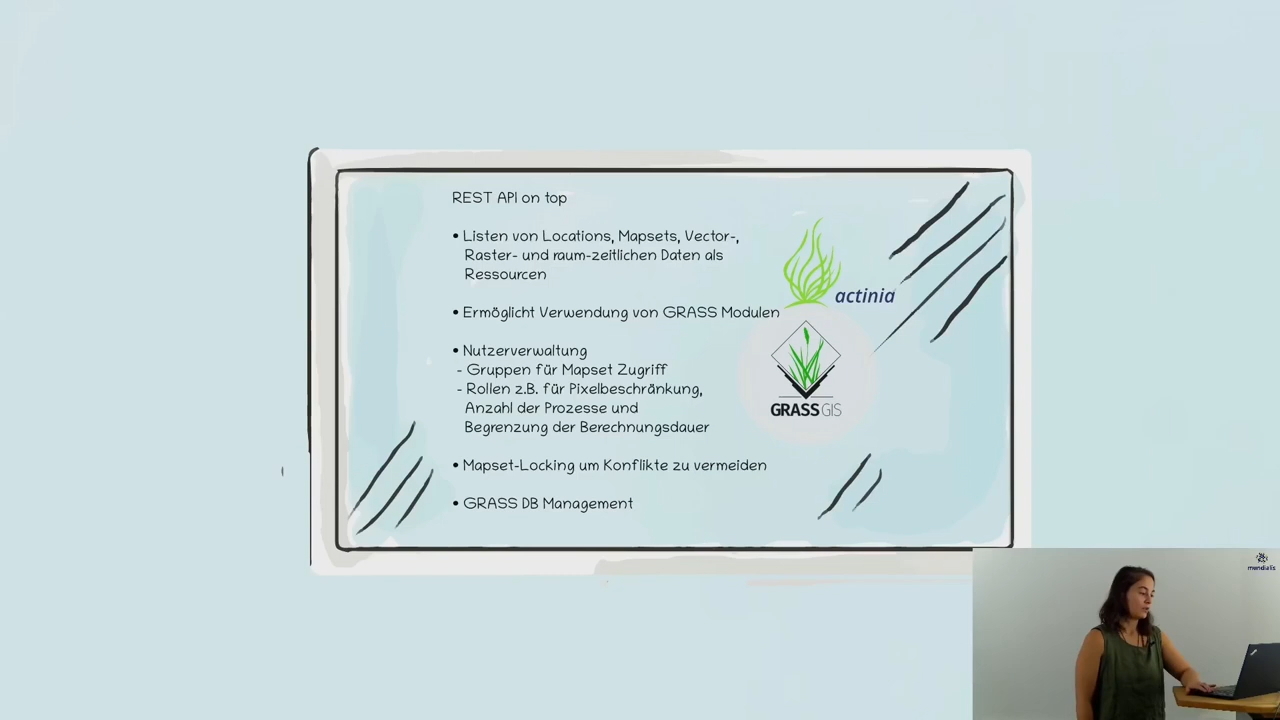 REST API on top
• Listen von Locations, Mapsets, Vector-,
Raster- und raum-zeitlichen Daten als
Ressourcen
• Ermöglicht Verwendung von GRASS Modulen
• Nutzerverwaltung
- Gruppen für Mapset Zugriff
- Rollen z.B. für Pixelbeschränkung,
Anzahl der Prozesse und
Begrenzung der Berechnungsdauer
• Mapset-Locking um Konflikte zu vermeiden
• GRASS DB Management
actinia
GRASS GIS
mundialis